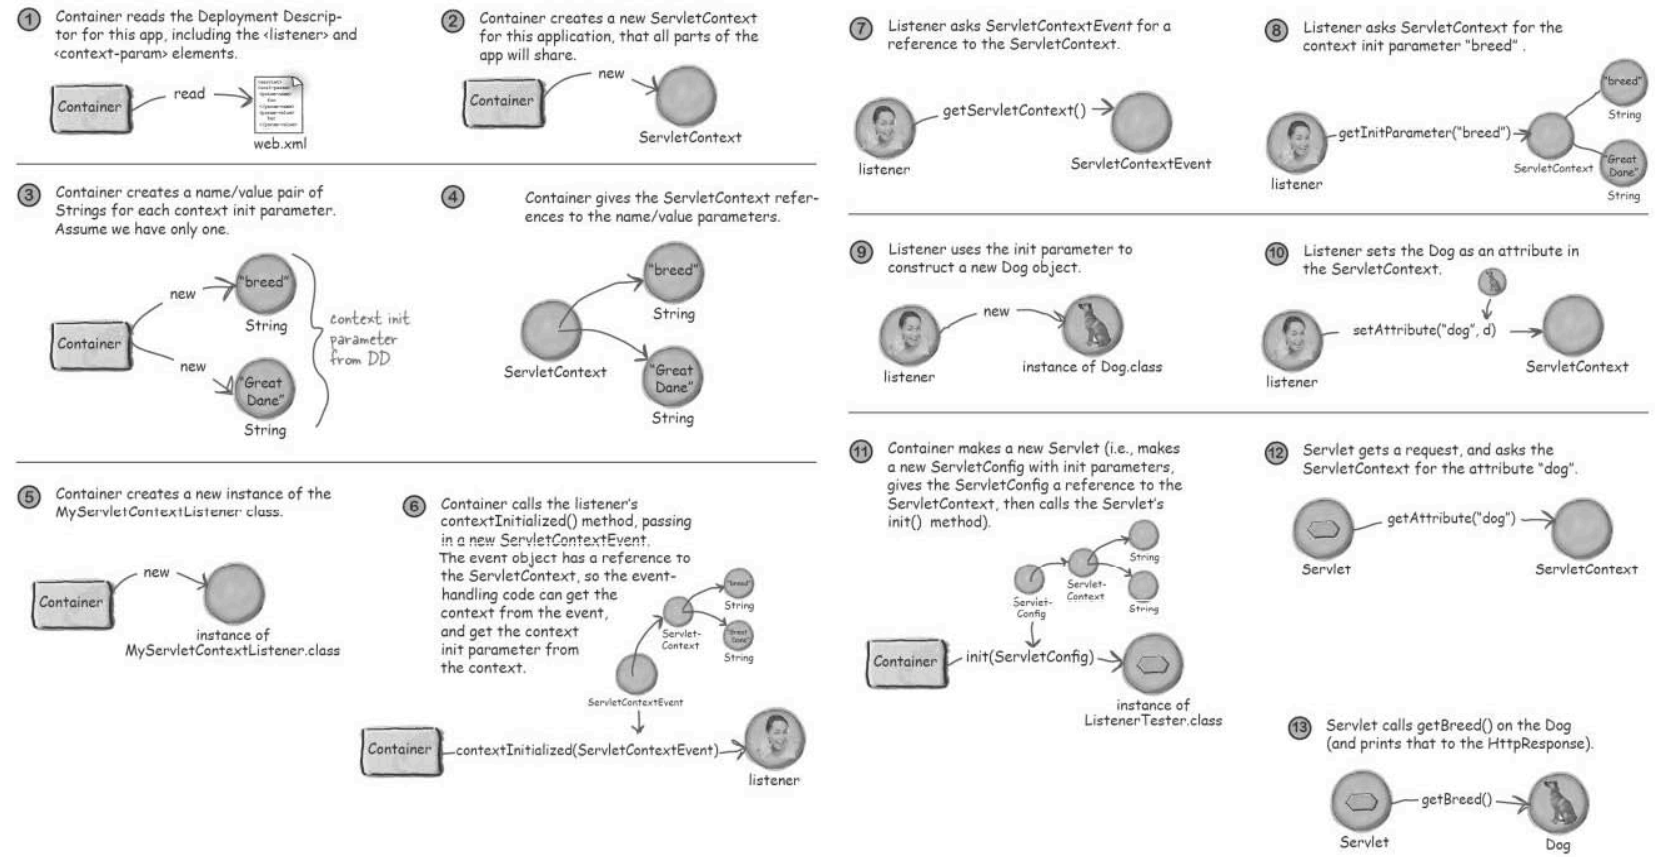 1
Container reads the Deployment Descrip-
tor for this app, including the <listener> and
<context-param> elements.
Container
read
web.xml
2
Container creates a new ServletContext
for this application, that all parts of the
app will share.
Container
new
ServletContext
3
Container creates a name/value pair of
Strings for each context init parameter.
Assume we have only one.
Container
new
"breed"
String
new
"Great
Dane"
String
context init
parameter
from DD
4
Container gives the ServletContext refer-
ences to the name/value parameters.
ServletContext
"breed"
String
"Great
Dane"
String
5
Container creates a new instance of the
MyServletContextListener class.
Container
new
instance of
MyServletContextListener.class
6
Container calls the listener's
contextInitialized() method, passing
in a new ServletContextEvent.
The event object has a reference to
the ServletContext, so the event-
handling code can get the
context from the event,
and get the context
init parameter from
the context.
"breed"
String
Servlet-
Context
"Great
Dane"
String
ServletContextEvent
Container
contextInitialized(ServletContextEvent)
listener
7
Listener asks ServletContextEvent for a
reference to the ServletContext.
getServletContext()
listener
ServletContextEvent
8
Listener asks ServletContext for the
context init parameter "breed" .
"breed"
String
getInitParameter("breed")
ServletContext
"Great
Dane"
String
listener
9
Listener uses the init parameter to
construct a new Dog object.
new
listener
instance of Dog.class
10
Listener sets the Dog as an attribute in
the ServletContext.
setAttribute("dog", d)
listener
ServletContext
11
Container makes a new Servlet (i.e., makes
a new ServletConfig with init parameters,
gives the ServletConfig a reference to the
ServletContext, then calls the Servlet's
init() method).
String
Servlet-
Context
Servlet-
Config
String
Container
init(ServletConfig)
instance of
ListenerTester.class
12
Servlet gets a request, and asks the
ServletContext for the attribute "dog".
getAttribute("dog")
Servlet
ServletContext
13
Servlet calls getBreed() on the Dog
(and prints that to the HttpResponse).
getBreed()
Servlet
Dog